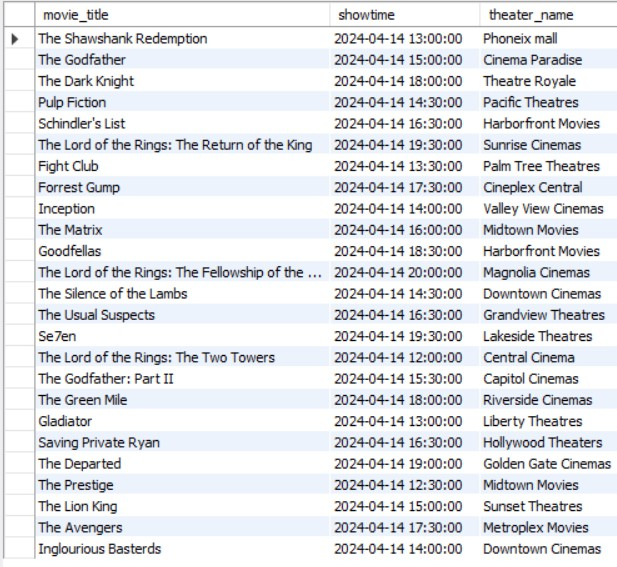 movie_title showtime theater_name
The Shawshank Redemption 2024-04-14 13:00:00 Phoneix mall
The Godfather 2024-04-14 15:00:00 Cinema Paradise
The Dark Knight 2024-04-14 18:00:00 Theatre Royale
Pulp Fiction 2024-04-14 14:30:00 Pacific Theatres
Schindler's List 2024-04-14 16:30:00 Harborfront Movies
The Lord of the Rings: The Return of the King 2024-04-14 19:30:00 Sunrise Cinemas
Fight Club 2024-04-14 13:30:00 Palm Tree Theatres
Forrest Gump 2024-04-14 17:30:00 Cineplex Central
Inception 2024-04-14 14:00:00 Valley View Cinemas
The Matrix 2024-04-14 16:00:00 Midtown Movies
Goodfellas 2024-04-14 18:30:00 Harborfront Movies
The Lord of the Rings: The Fellowship of the ... 2024-04-14 20:00:00 Magnolia Cinemas
The Silence of the Lambs 2024-04-14 14:30:00 Downtown Cinemas
The Usual Suspects 2024-04-14 16:30:00 Grandview Theatres
Se7en 2024-04-14 19:30:00 Lakeside Theatres
The Lord of the Rings: The Two Towers 2024-04-14 12:00:00 Central Cinema
The Godfather: Part II 2024-04-14 15:30:00 Capitol Cinemas
The Green Mile 2024-04-14 18:00:00 Riverside Cinemas
Gladiator 2024-04-14 13:00:00 Liberty Theatres
Saving Private Ryan 2024-04-14 16:30:00 Hollywood Theaters
The Departed 2024-04-14 19:00:00 Golden Gate Cinemas
The Prestige 2024-04-14 12:30:00 Midtown Movies
The Lion King 2024-04-14 15:00:00 Sunset Theatres
The Avengers 2024-04-14 17:30:00 Metroplex Movies
Inglourious Basterds 2024-04-14 14:00:00 Downtown Cinemas